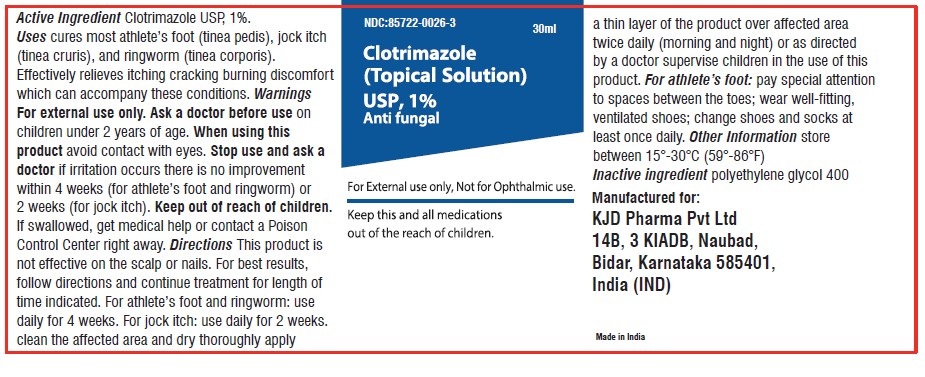 Active Ingredient Clotrimazole USP, 1%.
Uses cures most athlete's foot (tinea pedis), jock itch
(tinea cruris), and ringworm (tinea corporis).
Effectively relieves itching cracking burning discomfort
which can accompany these conditions. Warnings
For external use only. Ask a doctor before use on
children under 2 years of age. When using this
product avoid contact with eyes. Stop use and ask a
doctor if irritation occurs there is no improvement
within 4 weeks (for athlete's foot and ringworm) or
2 weeks (for jock itch). Keep out of reach of children.
If swallowed, get medical help or contact a Poison
Control Center right away. Directions This product is
not effective on the scalp or nails. For best results,
follow directions and continue treatment for length of
time indicated. For athlete's foot and ringworm: use
daily for 4 weeks. For jock itch: use daily for 2 weeks.
clean the affected area and dry thoroughly apply
NDC:85722-0026-3
30ml
Clotrimazole
(Topical Solution)
USP, 1%
Anti fungal
For External use only, Not for Ophthalmic use.
Keep this and all medications
out of the reach of children.
a thin layer of the product over affected area
twice daily (morning and night) or as directed
by a doctor supervise children in the use of this
product. For athlete's foot: pay special attention
to spaces between the toes; wear well-fitting,
ventilated shoes; change shoes and socks at
least once daily. Other Information store
between 15°-30°C (59°-86°F)
Inactive ingredient polyethylene glycol 400
Manufactured for:
KJD Pharma Pvt Ltd
14B, 3 KIADB, Naubad,
Bidar, Karnataka 585401,
India (IND)
Made in India